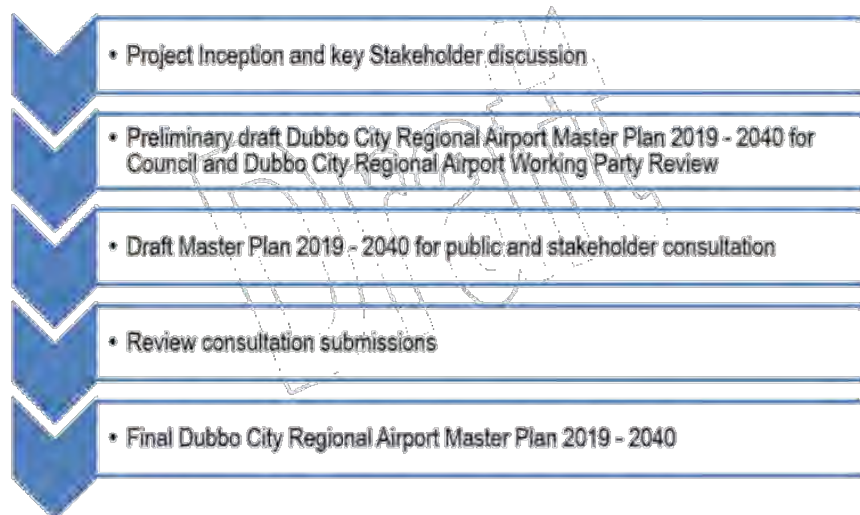 • Project Inception and key Stakeholder discussion
• Preliminary draft Dubbo City Regional Airport Master Plan 2019 - 2040 for
Council and Dubbo City Regional Airport Working Party Review
• Draft Master Plan 2019 - 2040 for public and stakeholder consultation
• Review consultation submissions
• Final Dubbo City Regional Airport Master Plan 2019 - 2040
Draft